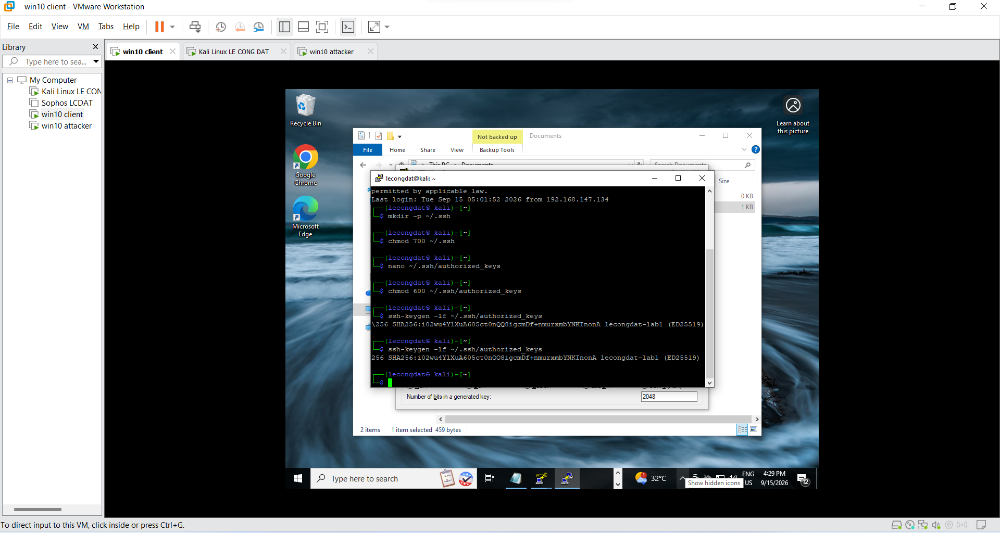 win10 client - VMware Workstation
File Edit View VM Tabs Help
Library
Type here to sea...
My Computer
Kali Linux LE CON
Sophos LCDAT
win10 client
win10 attacker
win10 client
Kali Linux LE CONG DAT
win10 attacker
Recycle Bin
Learn about
this picture
Google
Chrome
Microsoft
Edge
Not backed up
Documents
File Home Share View Backup Tools
This PC Documents
Search Documents
Size
0 KB
1 KB
lecongdat@kali: ~
permitted by applicable law.
Last login: Tue Sep 15 05:01:52 2026 from 192.168.147.134
┌──(lecongdat㉿ kali)-[~]
└─$ mkdir -p ~/.ssh
┌──(lecongdat㉿ kali)-[~]
└─$ chmod 700 ~/.ssh
┌──(lecongdat㉿ kali)-[~]
└─$ nano ~/.ssh/authorized_keys
┌──(lecongdat㉿ kali)-[~]
└─$ chmod 600 ~/.ssh/authorized_keys
┌──(lecongdat㉿ kali)-[~]
└─$ ssh-keygen -lf ~/.ssh/authorized_keys
\256 SHA256:i02wu4YlXuA605ct0nQQ8igcmDf+nmurxmbYNKInonA lecongdat-lab1 (ED25519)
┌──(lecongdat㉿ kali)-[~]
└─$ ssh-keygen -lf ~/.ssh/authorized_keys
256 SHA256:i02wu4YlXuA605ct0nQQ8igcmDf+nmurxmbYNKInonA lecongdat-lab1 (ED25519)
┌──(lecongdat㉿ kali)-[~]
└─$
Number of bits in a generated key:
2048
2 items 1 item selected 459 bytes
Type here to search
1
32°C
Show hidden icons
ENG
US
4:29 PM
9/15/2026
12
To direct input to this VM, click inside or press Ctrl+G.